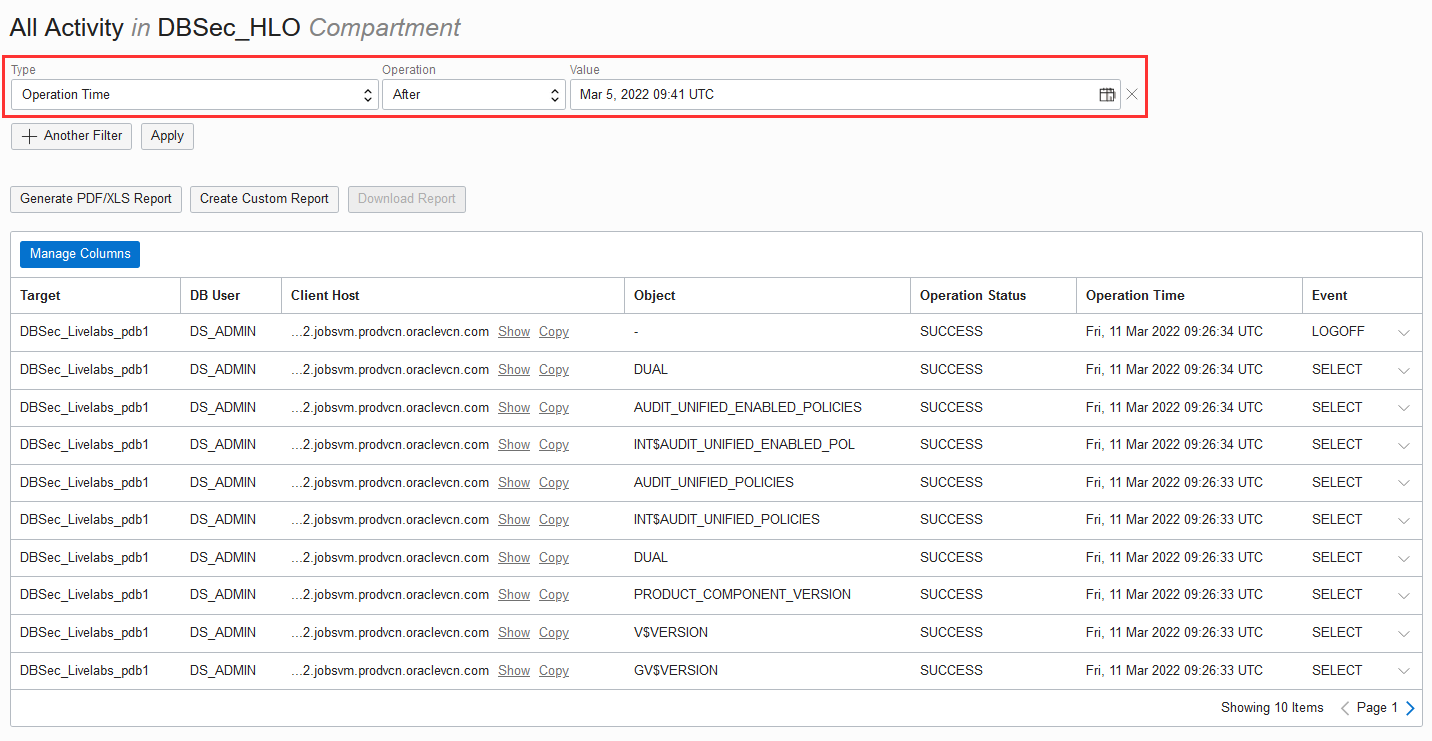 All Activity in DBSec_HLO Compartment
Type Operation Value
Operation Time After Mar 5, 2022 09:41 UTC
Another Filter Apply
Generate PDF/XLS Report Create Custom Report Download Report
Manage Columns
Target DB User Client Host Object Operation Status Operation Time Event
DBSec_Livelabs_pdb1 DS_ADMIN ...2.jobsvm.prodvcn.oraclevcn.com Show Copy - SUCCESS Fri, 11 Mar 2022 09:26:34 UTC LOGOFF
DBSec_Livelabs_pdb1 DS_ADMIN ...2.jobsvm.prodvcn.oraclevcn.com Show Copy DUAL SUCCESS Fri, 11 Mar 2022 09:26:34 UTC SELECT
DBSec_Livelabs_pdb1 DS_ADMIN ...2.jobsvm.prodvcn.oraclevcn.com Show Copy AUDIT_UNIFIED_ENABLED_POLICIES SUCCESS Fri, 11 Mar 2022 09:26:34 UTC SELECT
DBSec_Livelabs_pdb1 DS_ADMIN ...2.jobsvm.prodvcn.oraclevcn.com Show Copy INT$AUDIT_UNIFIED_ENABLED_POL SUCCESS Fri, 11 Mar 2022 09:26:34 UTC SELECT
DBSec_Livelabs_pdb1 DS_ADMIN ...2.jobsvm.prodvcn.oraclevcn.com Show Copy AUDIT_UNIFIED_POLICIES SUCCESS Fri, 11 Mar 2022 09:26:33 UTC SELECT
DBSec_Livelabs_pdb1 DS_ADMIN ...2.jobsvm.prodvcn.oraclevcn.com Show Copy INT$AUDIT_UNIFIED_POLICIES SUCCESS Fri, 11 Mar 2022 09:26:33 UTC SELECT
DBSec_Livelabs_pdb1 DS_ADMIN ...2.jobsvm.prodvcn.oraclevcn.com Show Copy DUAL SUCCESS Fri, 11 Mar 2022 09:26:33 UTC SELECT
DBSec_Livelabs_pdb1 DS_ADMIN ...2.jobsvm.prodvcn.oraclevcn.com Show Copy PRODUCT_COMPONENT_VERSION SUCCESS Fri, 11 Mar 2022 09:26:33 UTC SELECT
DBSec_Livelabs_pdb1 DS_ADMIN ...2.jobsvm.prodvcn.oraclevcn.com Show Copy V$VERSION SUCCESS Fri, 11 Mar 2022 09:26:33 UTC SELECT
DBSec_Livelabs_pdb1 DS_ADMIN ...2.jobsvm.prodvcn.oraclevcn.com Show Copy GV$VERSION SUCCESS Fri, 11 Mar 2022 09:26:33 UTC SELECT
Showing 10 Items Page 1